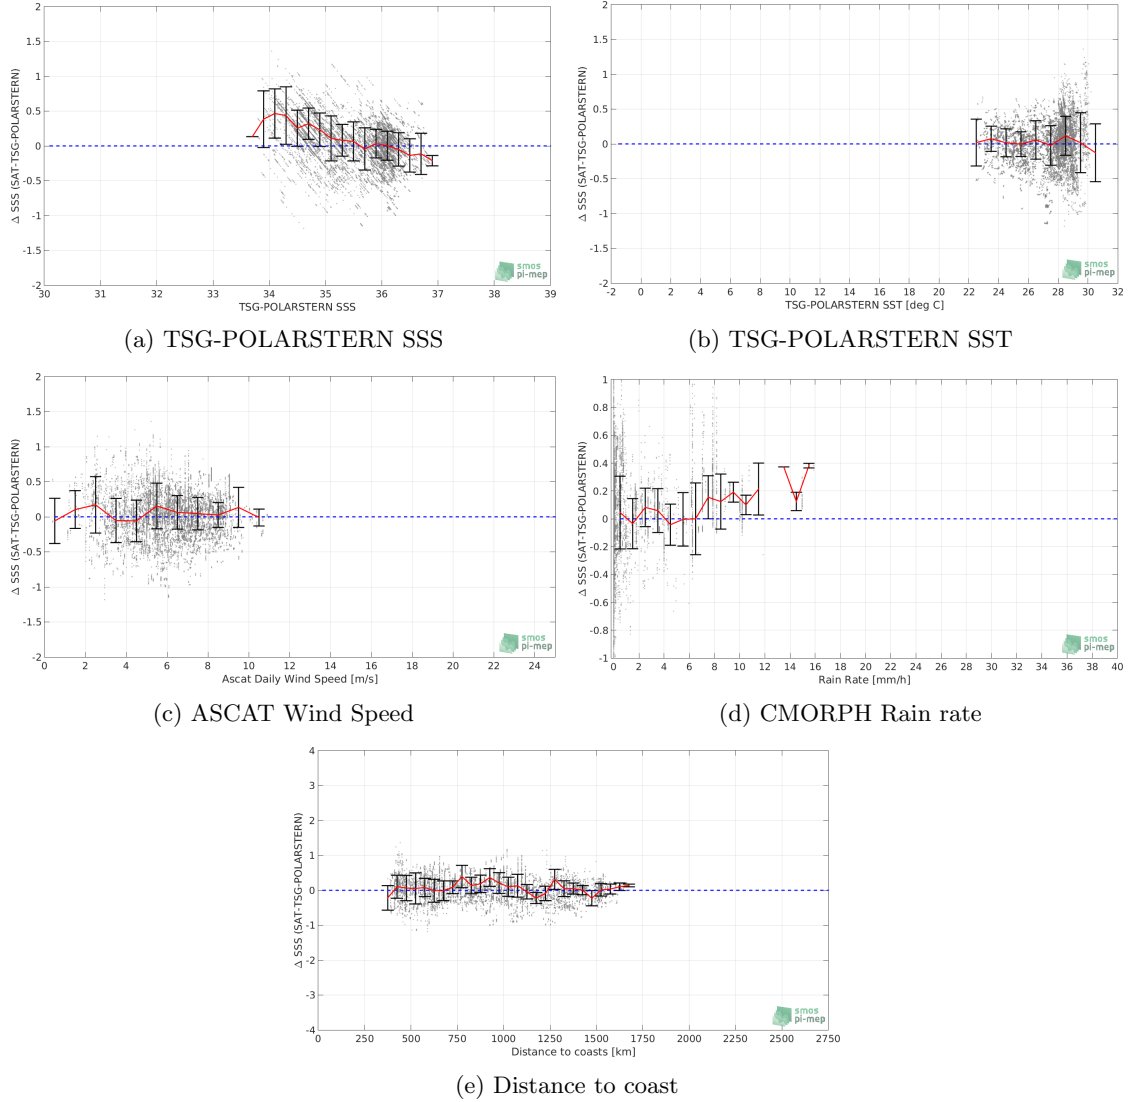 Δ SSS (SAT-TSG-POLARSTERN)
2
1.5
1
0.5
0
-0.5
-1
-1.5
-2
30 31 32 33 34 35 36 37 38 39
TSG-POLARSTERN SSS
smos
pi-mep
(a) TSG-POLARSTERN SSS
Δ SSS (SAT-TSG-POLARSTERN)
2
1.5
1
0.5
0
-0.5
-1
-1.5
-2
-2 0 2 4 6 8 10 12 14 16 18 20 22 24 26 28 30 32
TSG-POLARSTERN SST [deg C]
smos
pi-mep
(b) TSG-POLARSTERN SST
Δ SSS (SAT-TSG-POLARSTERN)
2
1.5
1
0.5
0
-0.5
-1
-1.5
-2
0 2 4 6 8 10 12 14 16 18 20 22 24
Ascat Daily Wind Speed [m/s]
smos
pi-mep
(c) ASCAT Wind Speed
Δ SSS (SAT-TSG-POLARSTERN)
1
0.8
0.6
0.4
0.2
0
-0.2
-0.4
-0.6
-0.8
-1
0 2 4 6 8 10 12 14 16 18 20 22 24 26 28 30 32 34 36 38 40
Rain Rate [mm/h]
smos
pi-mep
(d) CMORPH Rain rate
Δ SSS (SAT-TSG-POLARSTERN)
4
3
2
1
0
-1
-2
-3
-4
0 250 500 750 1000 1250 1500 1750 2000 2250 2500 2750
Distance to coasts [km]
smos
pi-mep
(e) Distance to coast